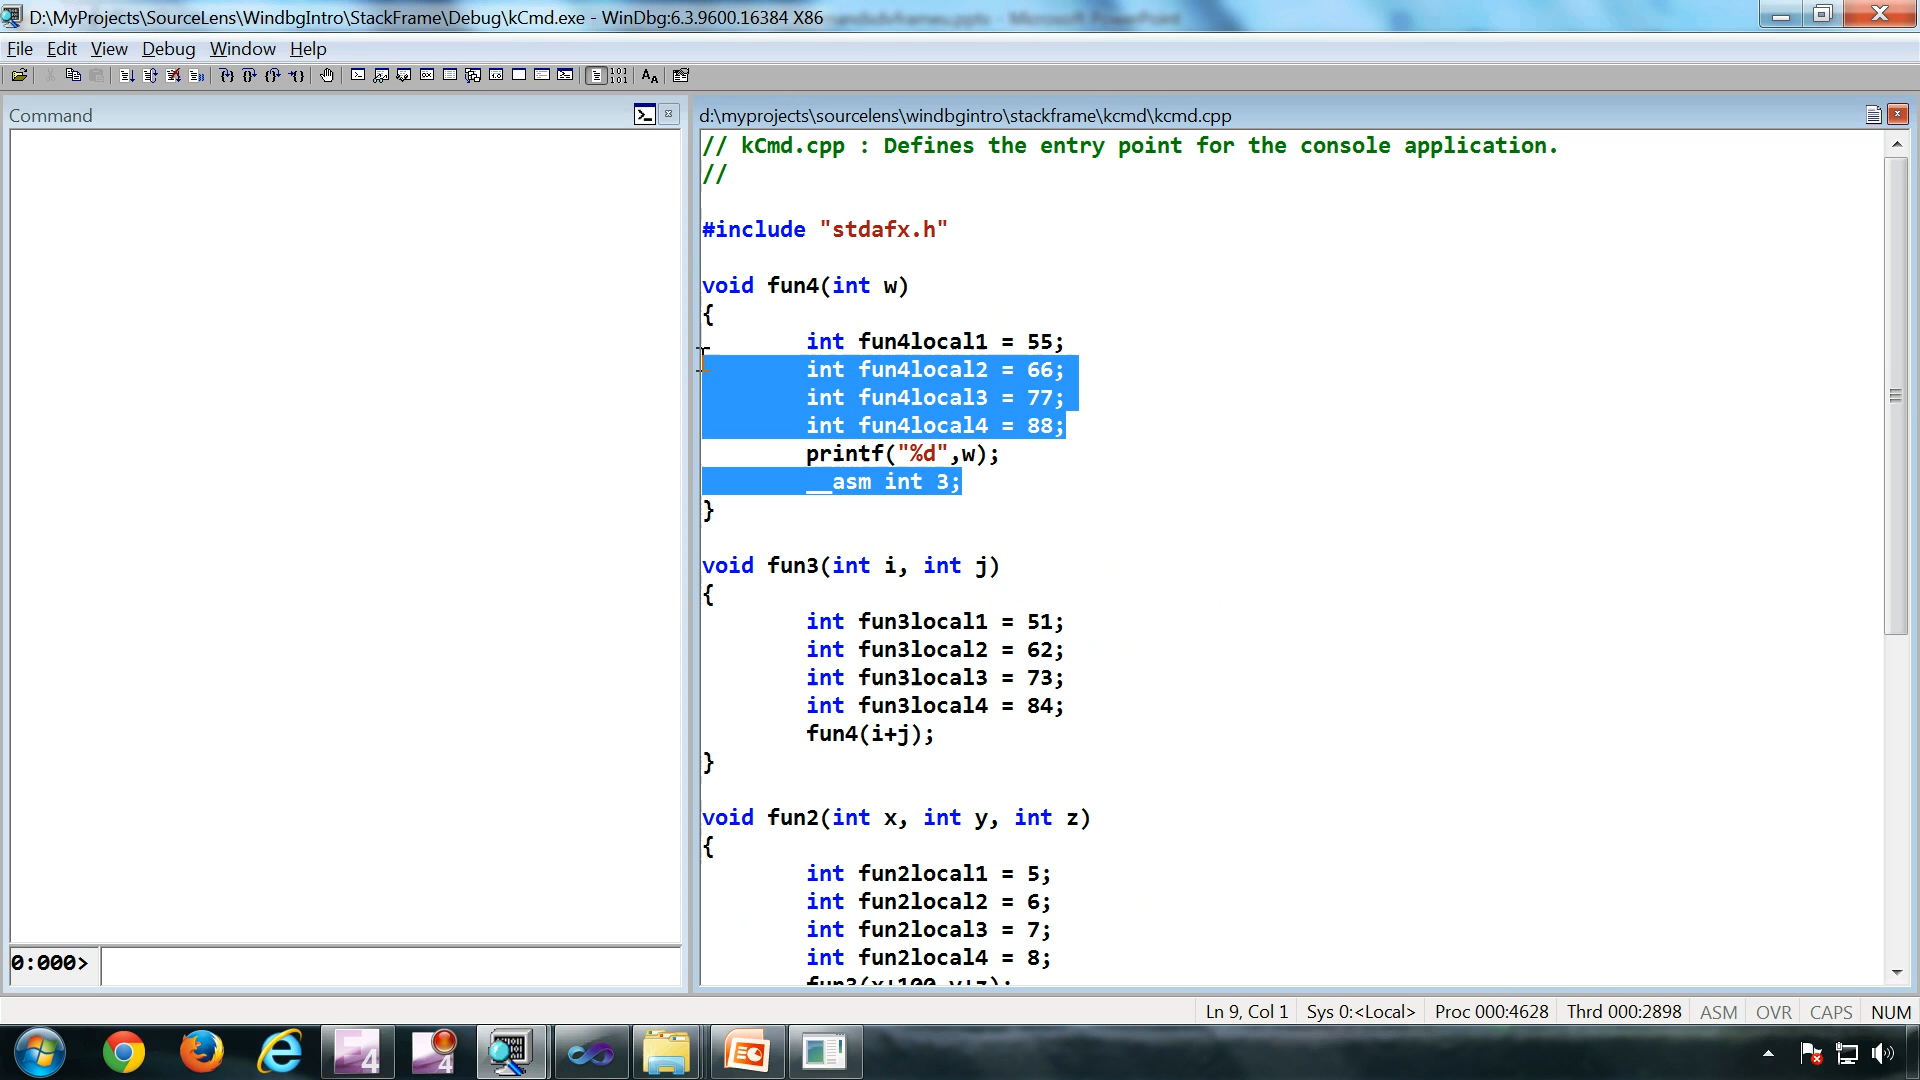 D:\MyProjects\SourceLens\WindbgIntro\StackFrame\Debug\kCmd.exe - WinDbg:6.3.9600.16384 X86
File Edit View Debug Window Help
Command
d:\myprojects\sourcelens\windbgintro\stackframe\kcmd\kcmd.cpp
// kCmd.cpp : Defines the entry point for the console application.
//
#include "stdafx.h"
void fun4(int w)
{
int fun4local1 = 55;
int fun4local2 = 66;
int fun4local3 = 77;
int fun4local4 = 88;
printf("%d",w);
__asm int 3;
}
void fun3(int i, int j)
{
int fun3local1 = 51;
int fun3local2 = 62;
int fun3local3 = 73;
int fun3local4 = 84;
fun4(i+j);
}
void fun2(int x, int y, int z)
{
int fun2local1 = 5;
int fun2local2 = 6;
int fun2local3 = 7;
int fun2local4 = 8;
fun3(x+100,y+z);
0:000>
Ln 9, Col 1 Sys 0:<Local> Proc 000:4628 Thrd 000:2898 ASM OVR CAPS NUM